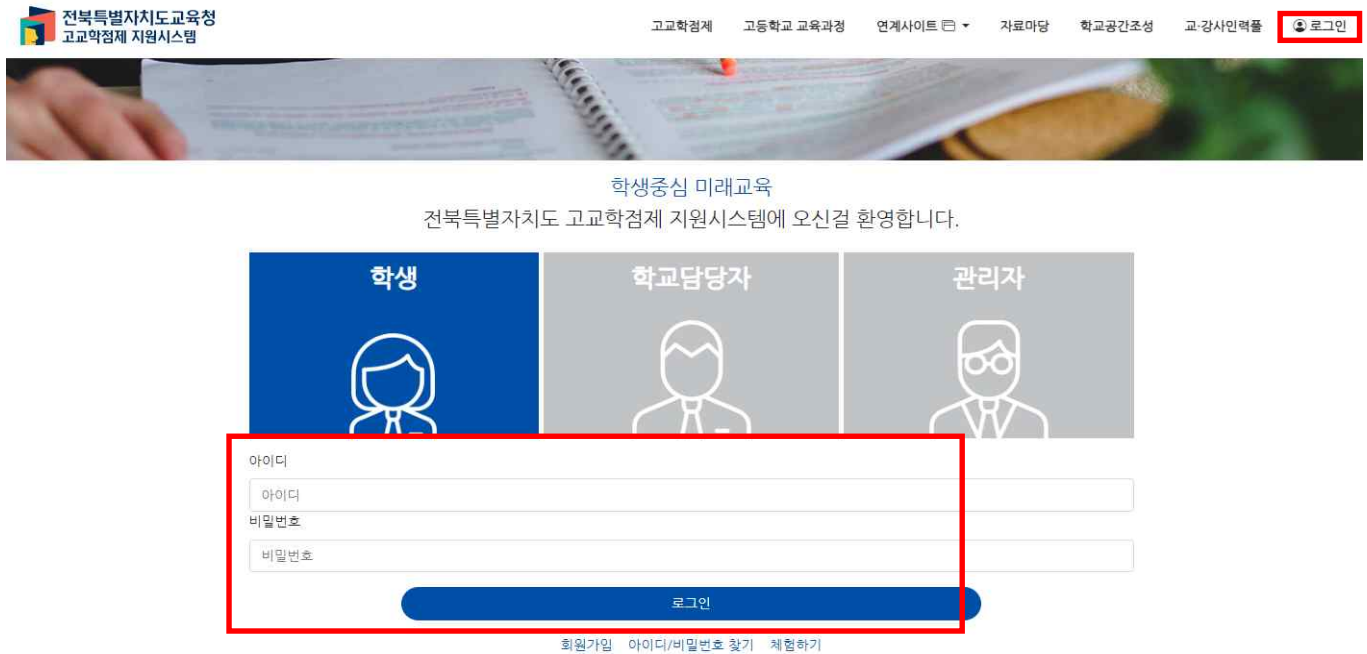 전북특별자치도교육청
고교학점제 지원시스템
고교학점제 고등학교 교육과정 연계사이트 자료마당 학교공간조성 교·강사인력풀 로그인
학생중심 미래교육
전북특별자치도 고교학점제 지원시스템에 오신걸 환영합니다.
학생 학교담당자 관리자
아이디
아이디
비밀번호
비밀번호
로그인
회원가입 아이디/비밀번호 찾기 체험하기